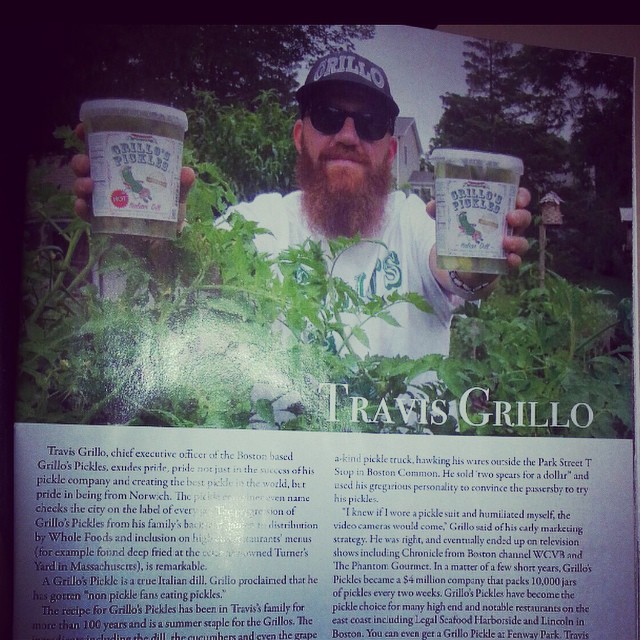 GRILLO
GRILLO'S
PICKLES
HOT
Italian Dill
GRILLO'S
PICKLES
Italian Dill
TRAVIS GRILLO
Travis Grillo, chief executive officer of the Boston based
Grillo's Pickles, exudes pride, pride not just in the success of his
pickle company and creating the best pickle in the world, but
pride in being from Norwich. The even name
checks the city on the label of
Grillo's Pickles from his family's distribution
by Whole Foods and inclusion on high restaurants' menus
(for example found deep fried at the owned Turner's
Yard in Massachusetts), is remarkable.
A Grillo's Pickle is a true Italian dill. Grillo proclaimed that he
has gotten "non pickle fans eating pickles."
The recipe for Grillo's Pickles has been in Travis's family for
more than 100 years and is a summer staple for the Grillos. The
ingredients including the dill, the cucumbers and even the grape
a-kind pickle truck, hawking his wares outside the Park Street T
Stop in Boston Common. He sold "two spears for a dollar" and
used his gregarious personality to convince the passersby to try
his pickles.
"I knew if I wore a pickle suit and humiliated myself, the
video cameras would come," Grillo said of his early marketing
strategy. He was right, and eventually ended up on television
shows including Chronicle from Boston channel WCVB and
The Phantom Gourmet. In a matter of a few short years, Grillo's
Pickles became a $4 million company that packs 10,000 jars
of pickles every two weeks. Grillo's Pickles have become the
pickle choice for many high end and notable restaurants on the
east coast including Legal Seafood Harborside and Lincoln in
Boston. You can even get a Grillo Pickle at Fenway Park. Travis